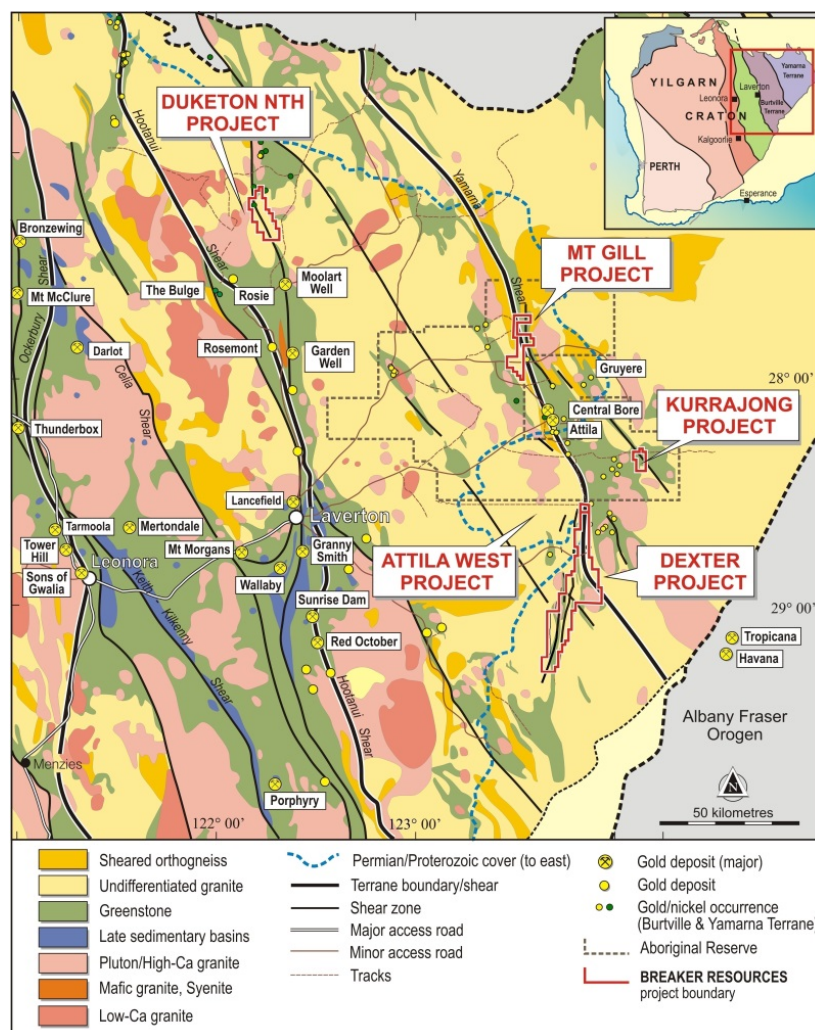 DUKETON NTH
PROJECT
YILGARN
CRATON
Leonora
Laverton
Kalgoorlie
PERTH
Esperance
Yamarna
Terrane
Burtville
Terrane
Hootanui
Shear
Yamarna
Shear
MT GILL
PROJECT
Bronzewing
Mt McClure
Ockerbury
Shear
Darlot
Celia
Shear
Thunderbox
The Bulge
Rosie
Moolart
Well
Rosemont
Garden
Well
Gruyere
28° 00'
Central Bore
Attila
KURRAJONG
PROJECT
Lancefield
Laverton
Tarmoola
Mertondale
Tower
Hill
Leonora
Sons of
Gwalia
Mt Morgans
Wallaby
Granny
Smith
Sunrise Dam
Red October
ATTILA WEST
PROJECT
DEXTER
PROJECT
29° 00'
Tropicana
Havana
Keith
Kilkenny
Shear
Hootanui
Shear
Albany Fraser
Orogen
Menzies
Porphyry
N
50 kilometres
122° 00'
123° 00'
Sheared orthogneiss
Undifferentiated granite
Greenstone
Late sedimentary basins
Pluton/High-Ca granite
Mafic granite, Syenite
Low-Ca granite
Permian/Proterozoic cover (to east)
Terrane boundary/shear
Shear zone
Major access road
Minor access road
Tracks
Gold deposit (major)
Gold deposit
Gold/nickel occurrence
(Burtville & Yamarna Terrane)
Aboriginal Reserve
BREAKER RESOURCES
project boundary